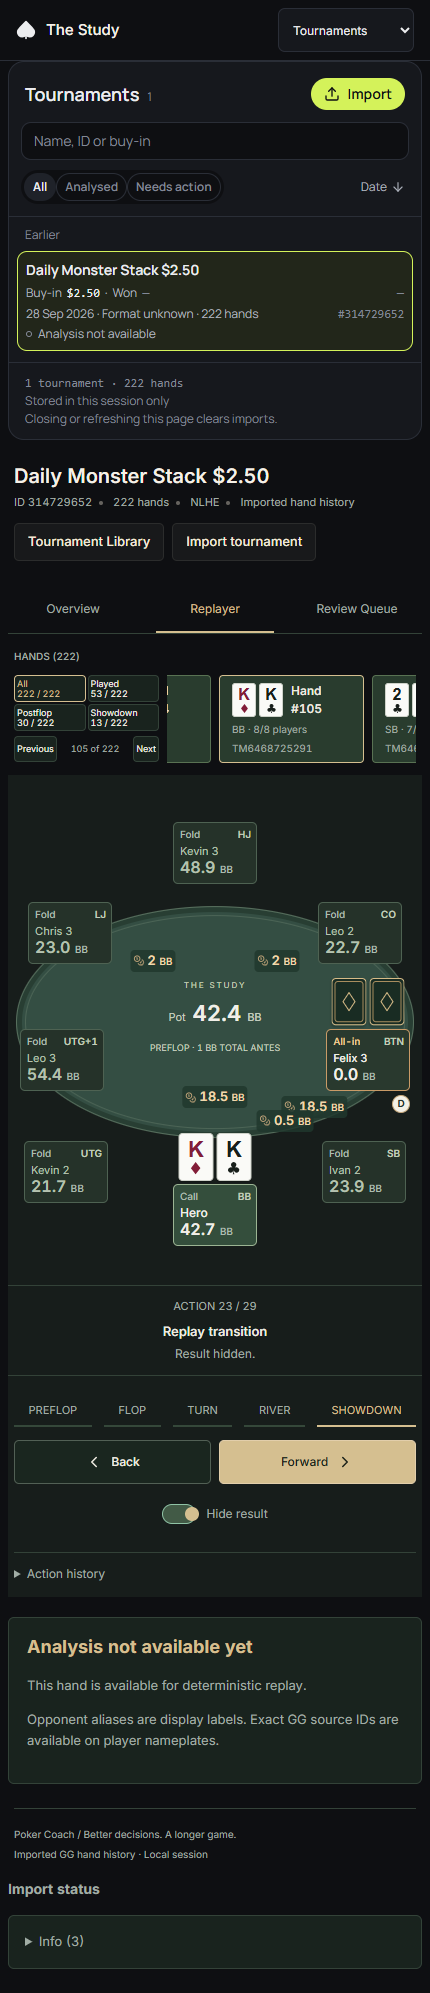 The Study
Tournaments
Tournaments 1
Import
Name, ID or buy-in
All
Analysed
Needs action
Date ↓
Earlier
Daily Monster Stack $2.50
Buy-in $2.50 · Won —
—
28 Sep 2026 · Format unknown · 222 hands
#314729652
Analysis not available
1 tournament · 222 hands
Stored in this session only
Closing or refreshing this page clears imports.
Daily Monster Stack $2.50
ID 314729652 • 222 hands • NLHE • Imported hand history
Tournament Library
Import tournament
Overview
Replayer
Review Queue
HANDS (222)
All
222 / 222
Played
53 / 222
Postflop
30 / 222
Showdown
13 / 222
Previous
105 of 222
Next
K
K
Hand
#105
BB · 8/8 players
TM6468725291
2
SB · 7/
TM646
Fold HJ
Kevin 3
48.9 BB
Fold LJ
Chris 3
23.0 BB
Fold CO
Leo 2
22.7 BB
2 BB
2 BB
THE STUDY
Pot 42.4 BB
PREFLOP · 1 BB TOTAL ANTES
Fold UTG+1
Leo 3
54.4 BB
All-in BTN
Felix 3
0.0 BB
D
18.5 BB
18.5 BB
0.5 BB
K
K
Fold UTG
Kevin 2
21.7 BB
Call BB
Hero
42.7 BB
Fold SB
Ivan 2
23.9 BB
ACTION 23 / 29
Replay transition
Result hidden.
PREFLOP
FLOP
TURN
RIVER
SHOWDOWN
Back
Forward
Hide result
Action history
Analysis not available yet
This hand is available for deterministic replay.
Opponent aliases are display labels. Exact GG source IDs are
available on player nameplates.
Poker Coach / Better decisions. A longer game.
Imported GG hand history · Local session
Import status
Info (3)